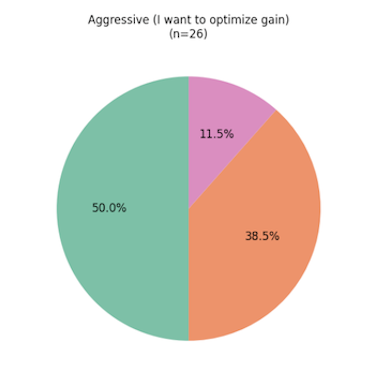 Aggressive (I want to optimize gain)
(n=26)
11.5%
50.0%
38.5%